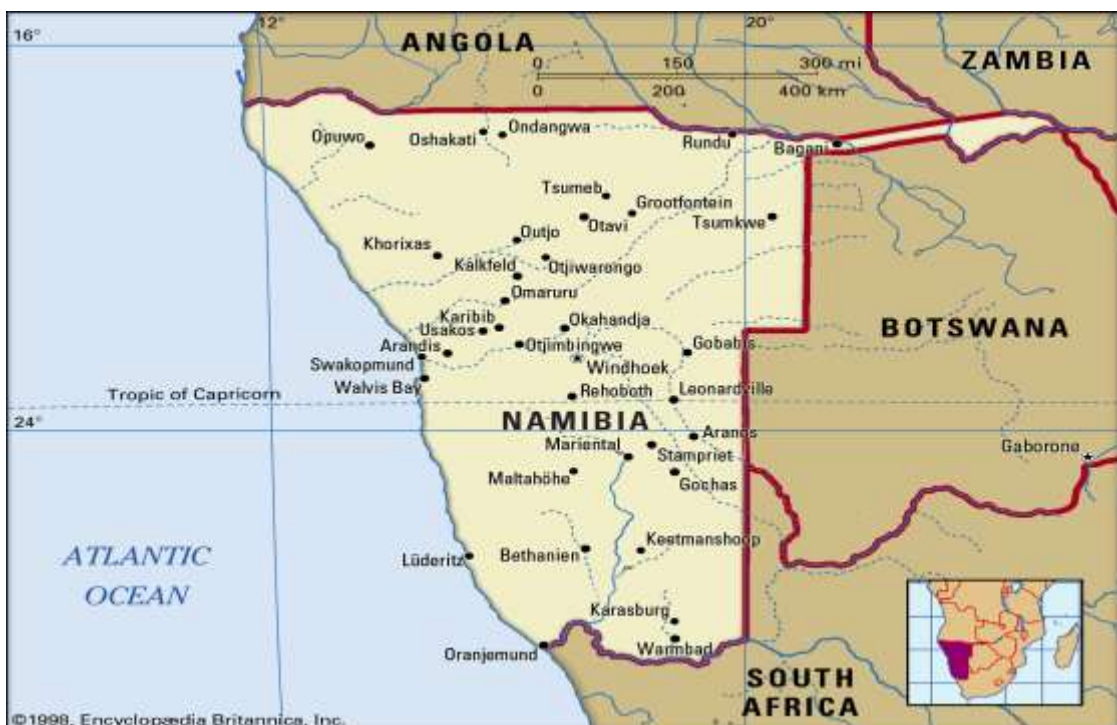 12°
20°
16°
ANGOLA
ZAMBIA
0 150 300 mi
0 200 400 km
Opuwo
Oshakati
Ondangwa
Rundu
Bagani
Tsumeb
Grootfontein
Otavi
Tsumkwe
Outjo
Khorixas
Kalkfeld
Otjiwarongo
Omaruru
Karibib
Usakos
Okahandja
BOTSWANA
Arandis
Otjimbingwe
Gobabis
Swakopmund
Windhoek
Walvis Bay
Rehoboth
Leonardville
Tropic of Capricorn
24°
NAMIBIA
Aranos
Mariental
Stampriet
Gaborone
Maltahöhe
Gochas
ATLANTIC
OCEAN
Lüderitz
Bethanien
Keetmanshoop
Karasburg
Warmbad
Oranjemund
SOUTH
AFRICA
©1998, Encyclopædia Britannica, Inc.